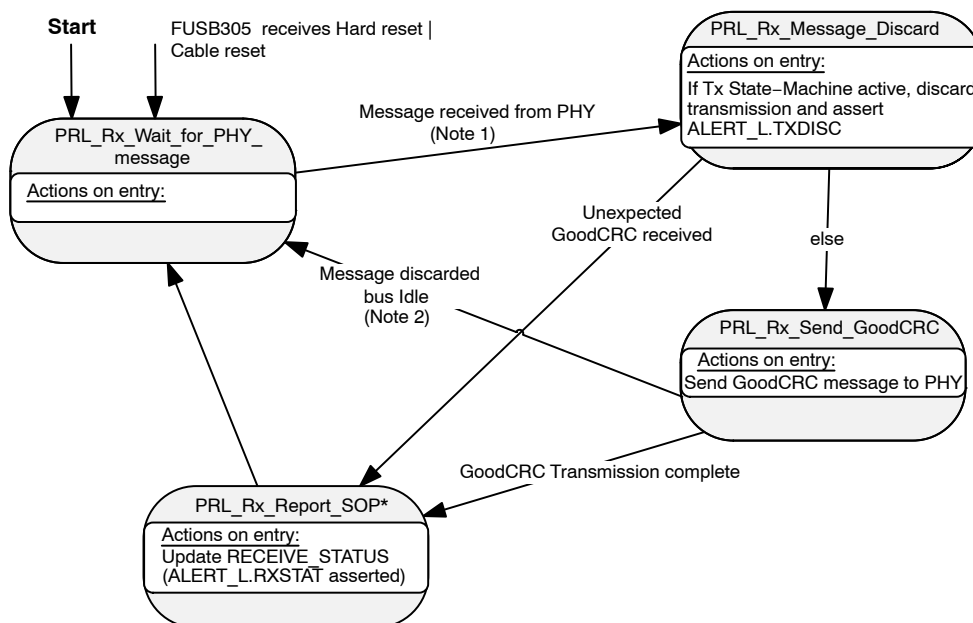 Start
FUSB305 receives Hard reset |
Cable reset
PRL_Rx_Message_Discard
Actions on entry:
If Tx State−Machine active, discard
transmission and assert
ALERT_L.TXDISC
Message received from PHY
(Note 1)
PRL_Rx_Wait_for_PHY_
message
Actions on entry:
Unexpected
GoodCRC received
else
Message discarded
bus Idle
(Note 2)
PRL_Rx_Send_GoodCRC
Actions on entry:
Send GoodCRC message to PHY
GoodCRC Transmission complete
PRL_Rx_Report_SOP*
Actions on entry:
Update RECEIVE_STATUS
(ALERT_L.RXSTAT asserted)